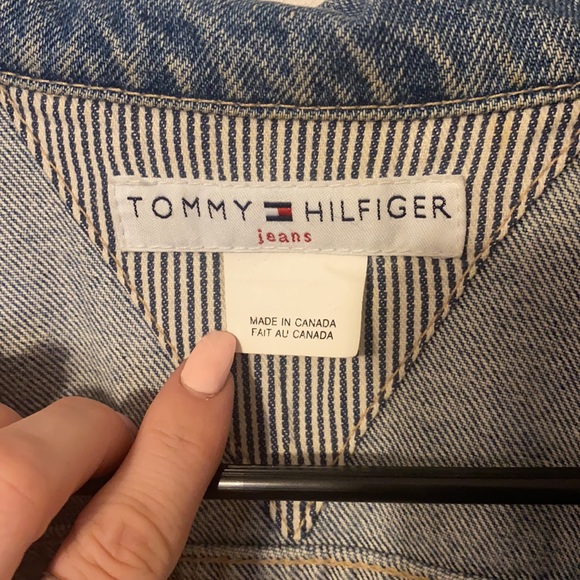 TOMMY HILFIGER
jeans
MADE IN CANADA
FAIT AU CANADA